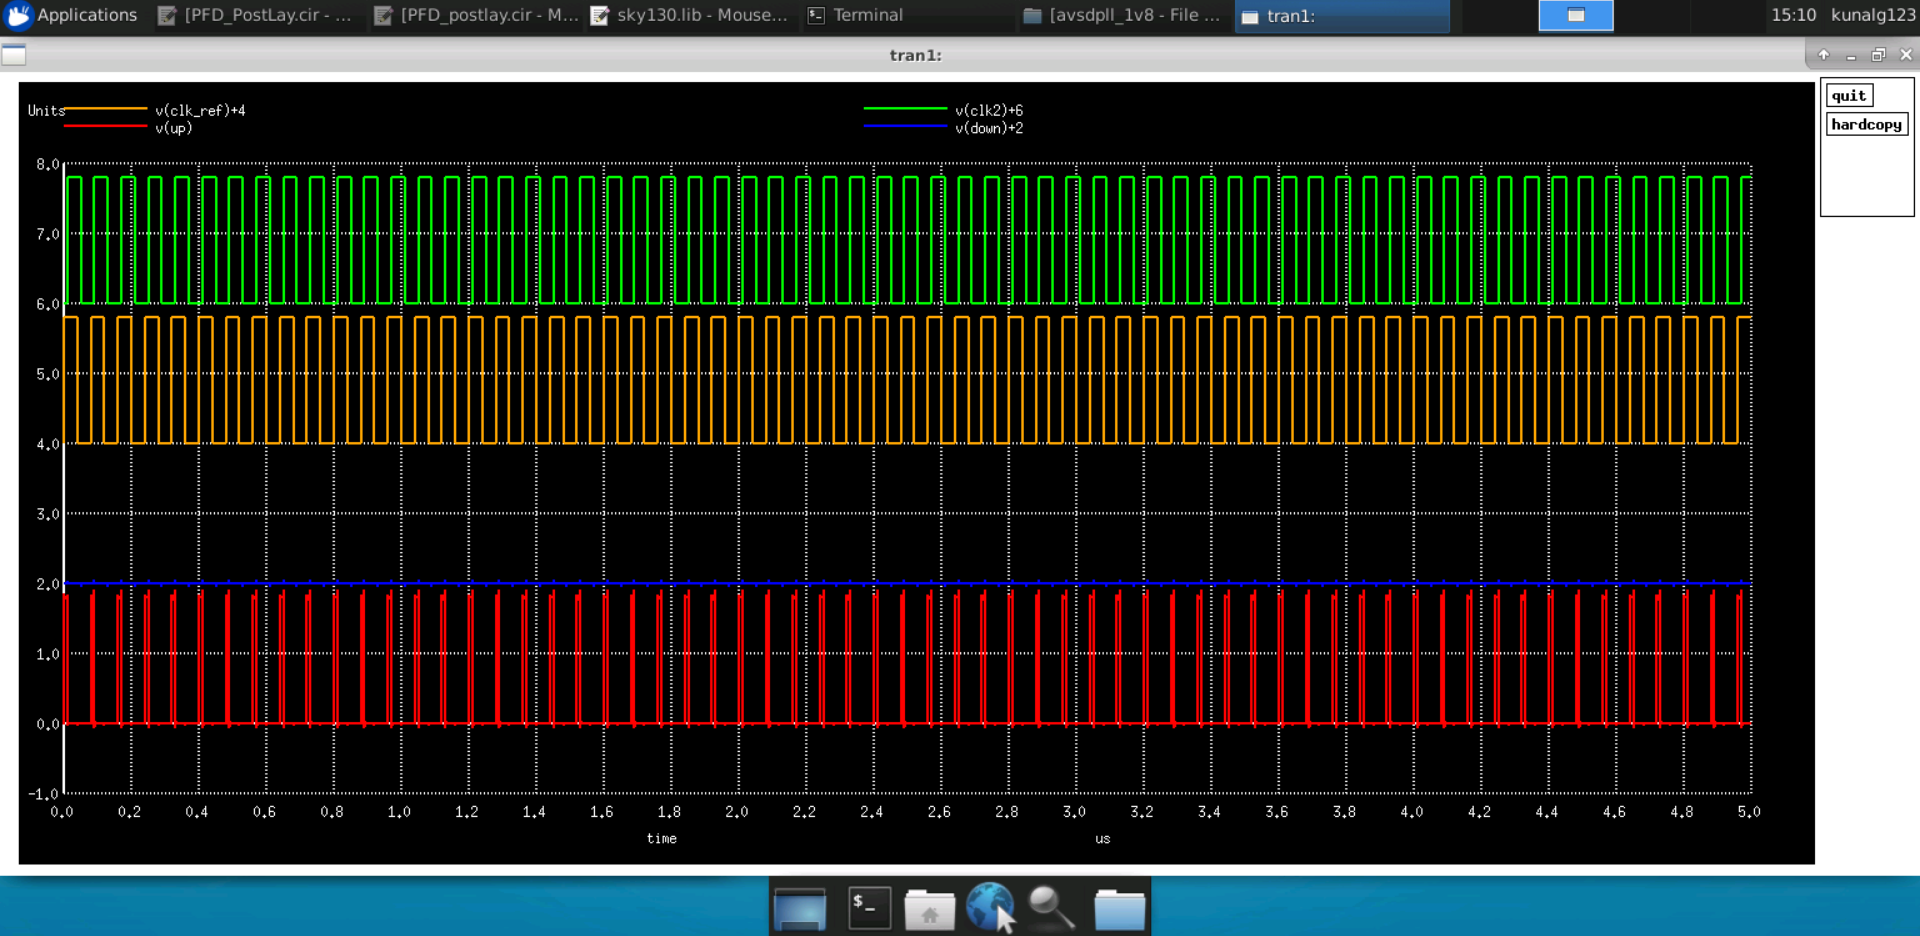 Applications [PFD_PostLay.cir - ... [PFD_postlay.cir - M... sky130.lib - Mouse... Terminal [avsdpll_1v8 - File ... tran1: 15:10 kunalg123
tran1:
quit
hardcopy
Units v(clk_ref)+4 v(clk2)+6
v(up) v(down)+2
8.0
7.0
6.0
5.0
4.0
3.0
2.0
1.0
0.0
-1.0
0.0 0.2 0.4 0.6 0.8 1.0 1.2 1.4 1.6 1.8 2.0 2.2 2.4 2.6 2.8 3.0 3.2 3.4 3.6 3.8 4.0 4.2 4.4 4.6 4.8 5.0
time us
$_